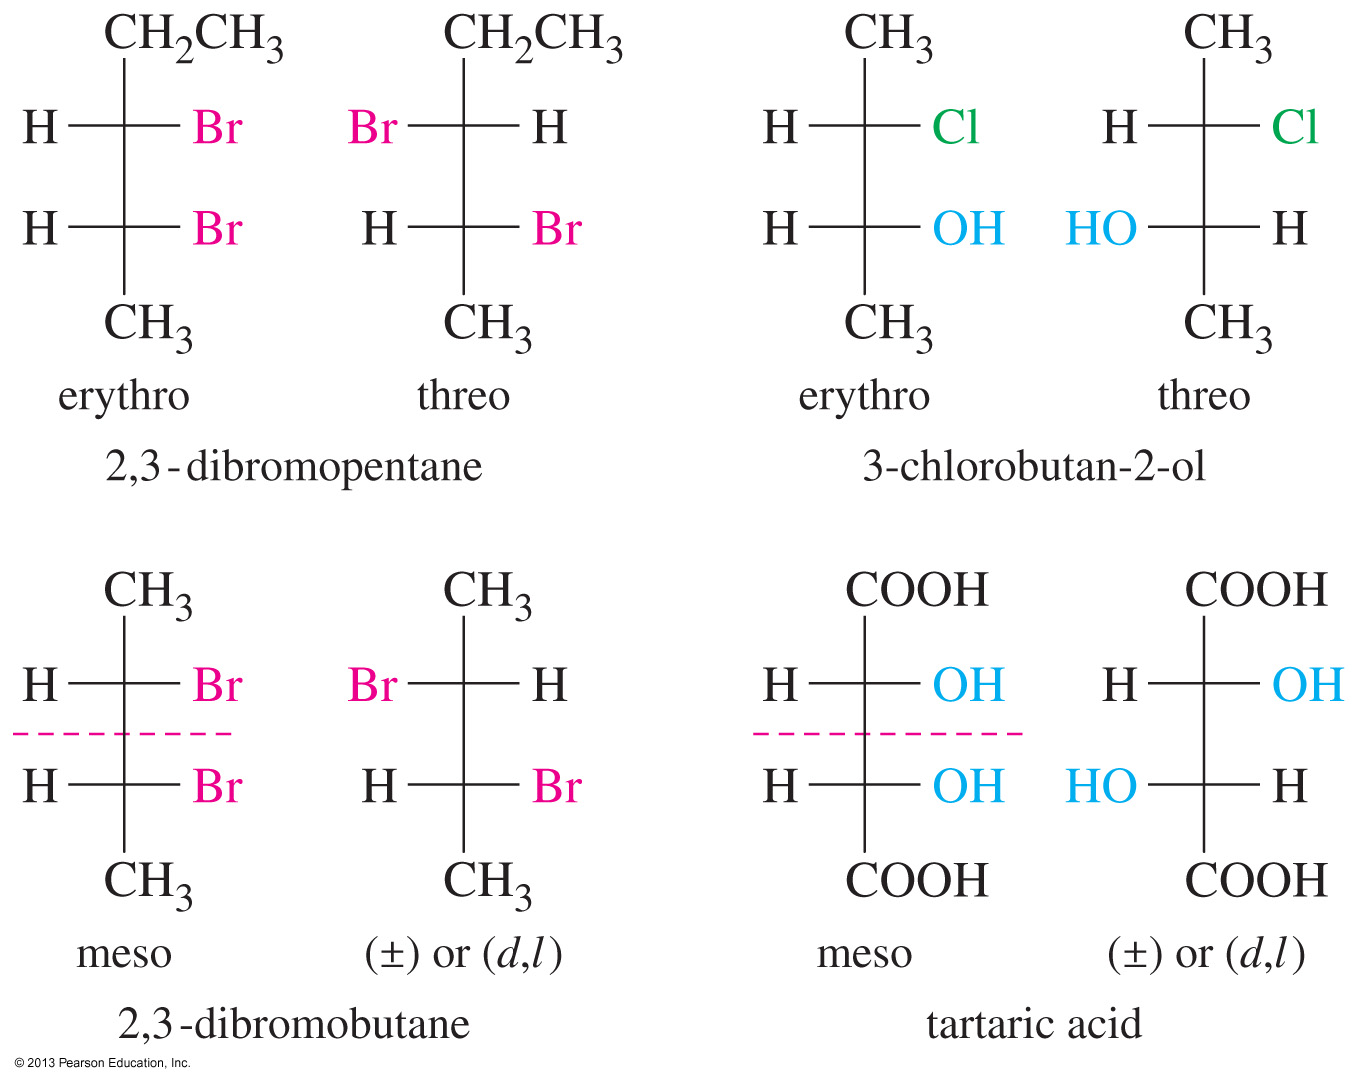 CH₂CH₃ CH₂CH₃ CH₃ CH₃
H Br Br H H Cl H Cl
H Br H Br H OH HO H
CH₃ CH₃ CH₃ CH₃
erythro threo erythro threo
2,3-dibromopentane 3-chlorobutan-2-ol
CH₃ CH₃ COOH COOH
H Br Br H H OH H OH
H Br H Br H OH HO H
CH₃ CH₃ COOH COOH
meso (±) or (d,l) meso (±) or (d,l)
2,3-dibromobutane tartaric acid
© 2013 Pearson Education, Inc.